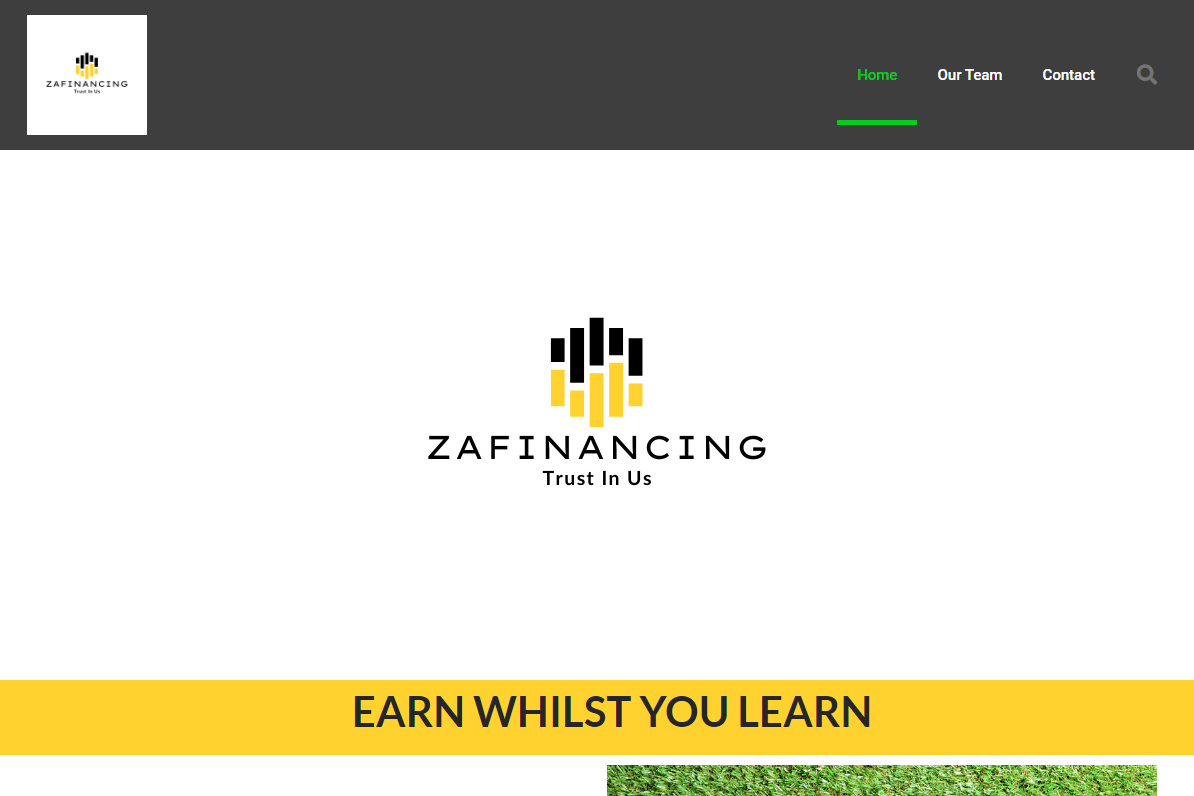 ZAFINANCING
Trust In Us
Home
Our Team
Contact
ZAFINANCING
Trust In Us
EARN WHILST YOU LEARN